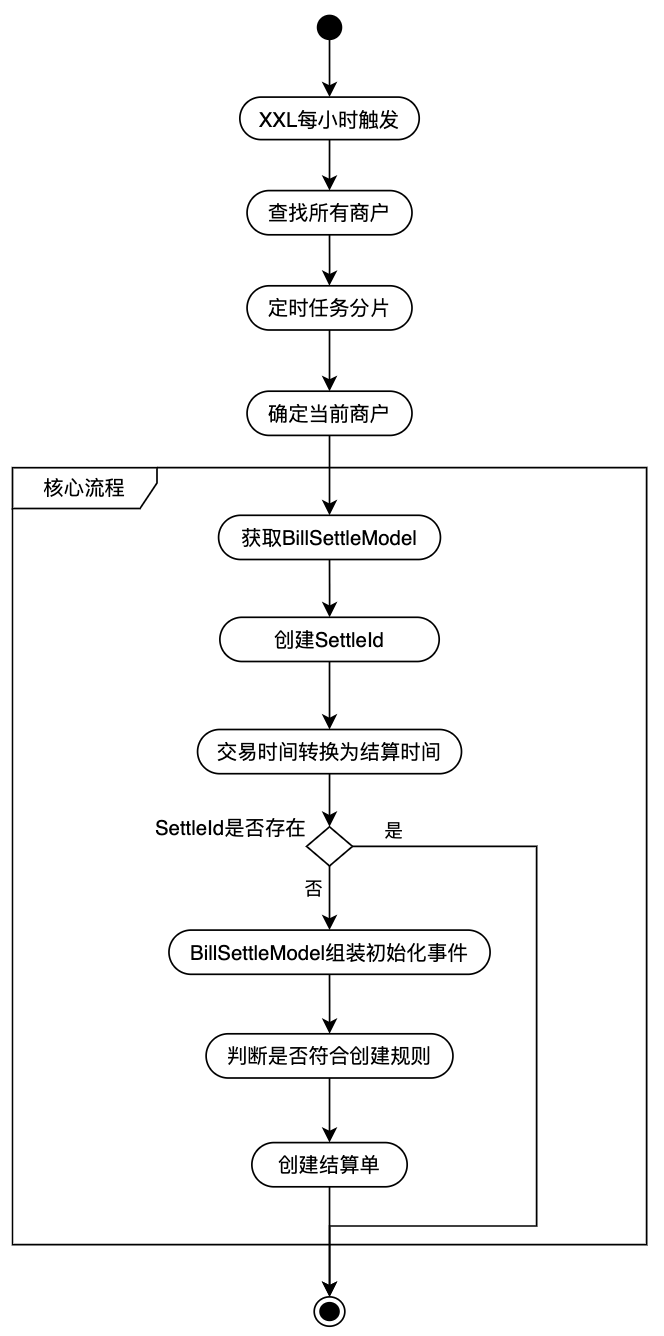 XXL每小时触发
查找所有商户
定时任务分片
确定当前商户
核心流程
获取BillSettleModel
创建SettleId
交易时间转换为结算时间
SettleId是否存在
是
否
BillSettleModel组装初始化事件
判断是否符合创建规则
创建结算单